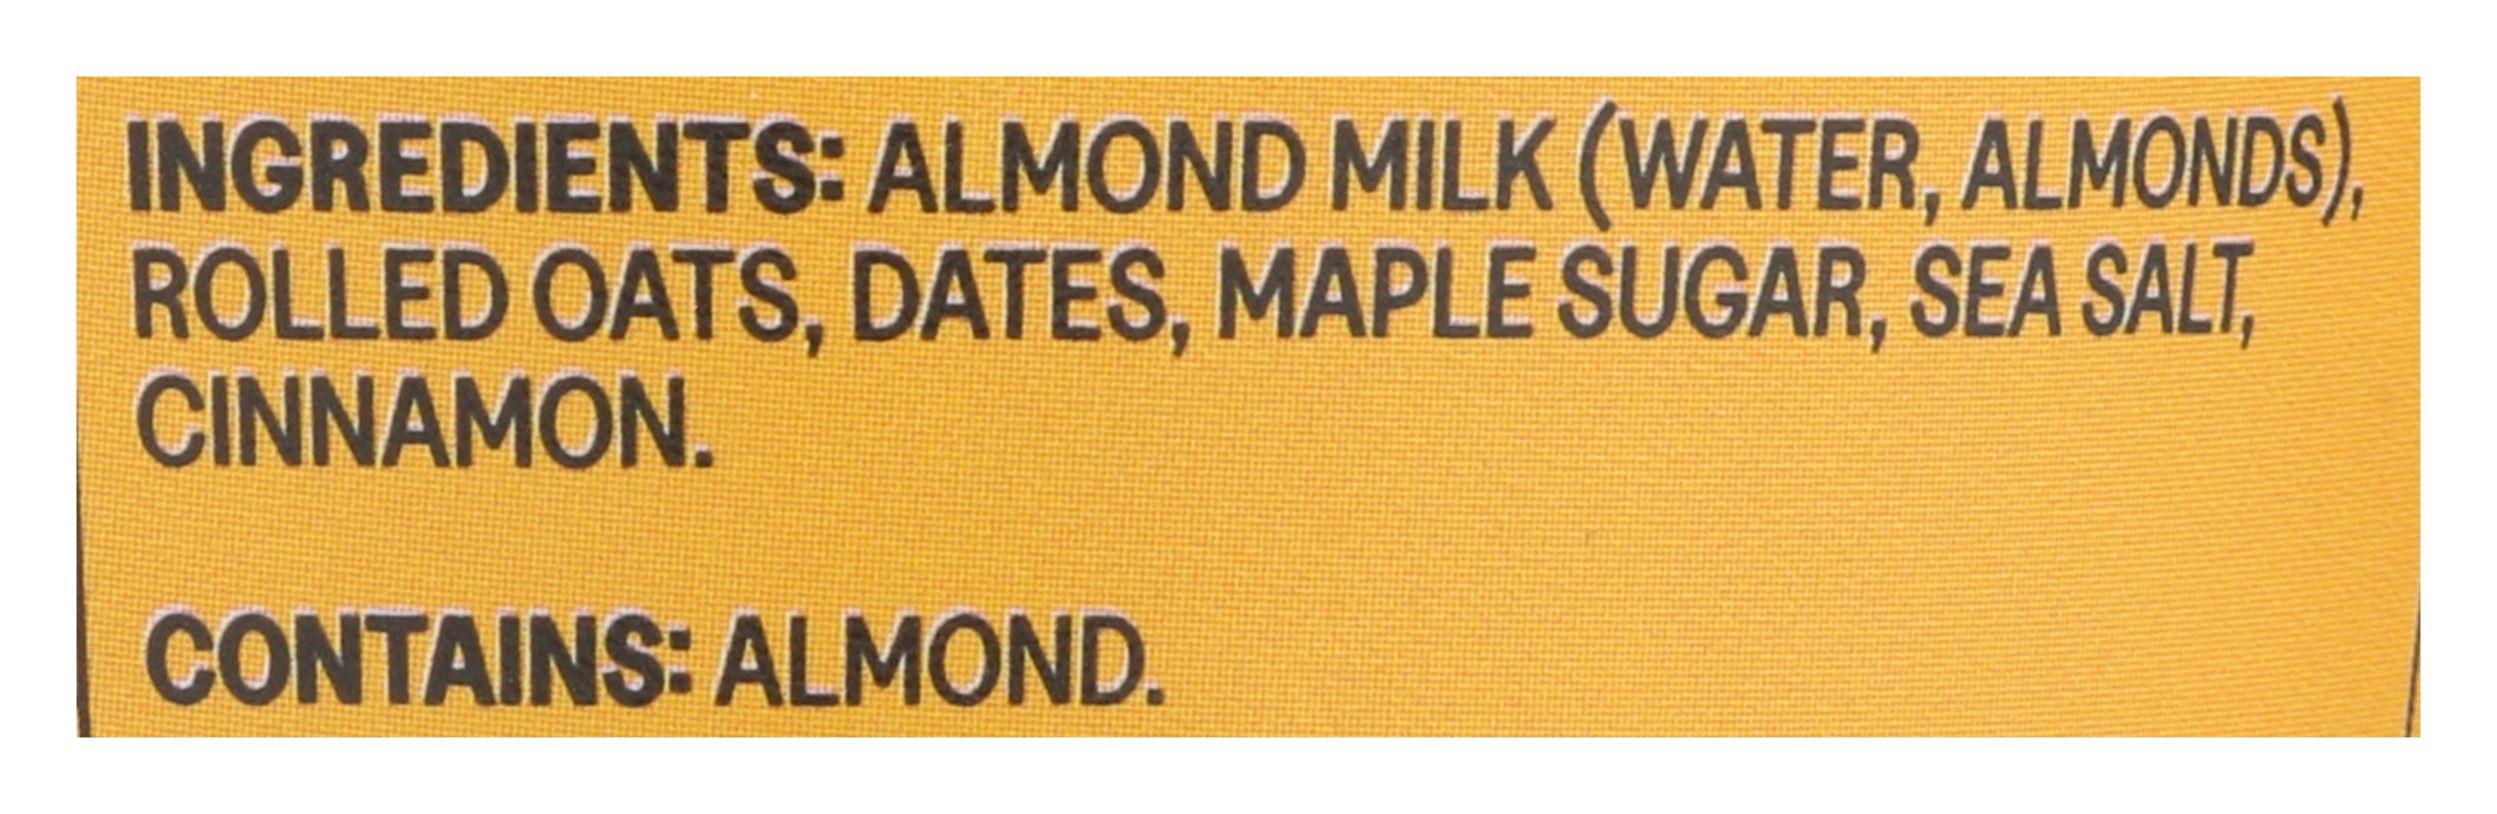 INGREDIENTS: ALMOND MILK (WATER, ALMONDS),
ROLLED OATS, DATES, MAPLE SUGAR, SEA SALT,
CINNAMON.
CONTAINS: ALMOND.